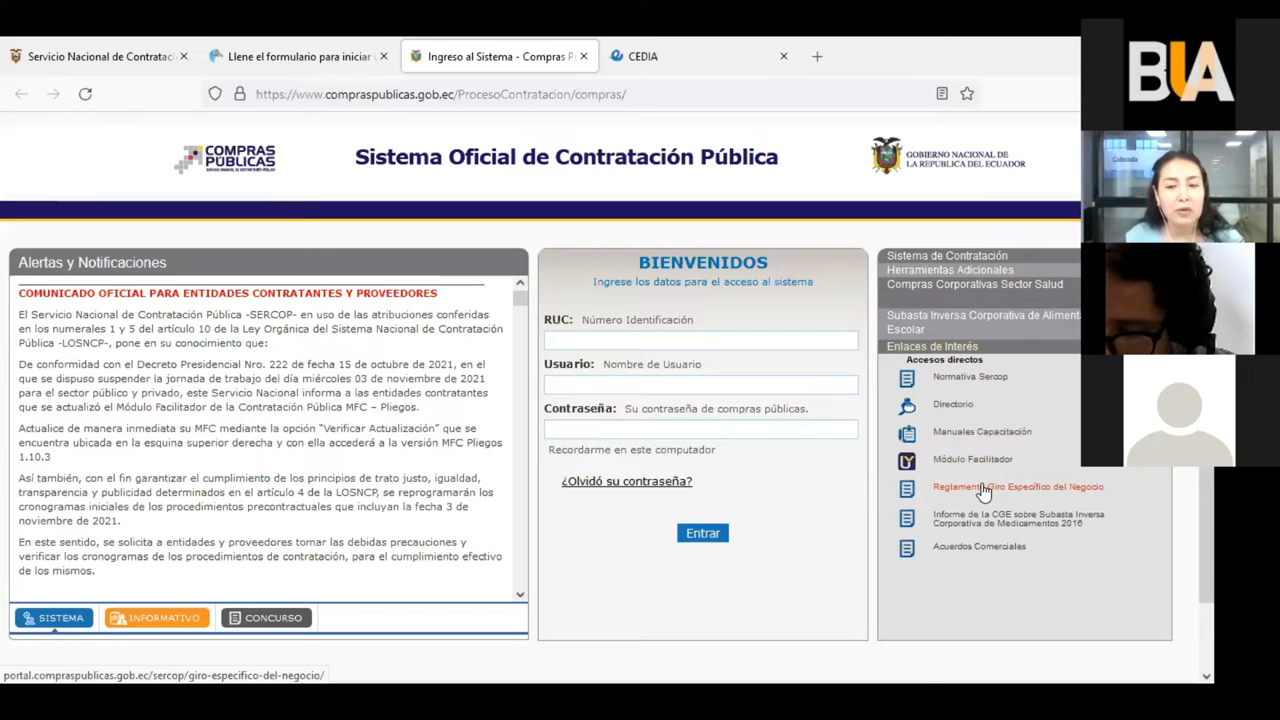 Servicio Nacional de Contrataci
Llene el formulario para iniciar
Ingreso al Sistema - Compras P
CEDIA
https://www.compraspublicas.gob.ec/ProcesoContratacion/compras/
COMPRAS
PÚBLICAS
Sistema Oficial de Contratación Pública
GOBIERNO NACIONAL DE
LA REPUBLICA DEL ECUADOR
BUA
Alertas y Notificaciones
COMUNICADO OFICIAL PARA ENTIDADES CONTRATANTES Y PROVEEDORES
El Servicio Nacional de Contratación Pública -SERCOP- en uso de las atribuciones conferidas
en los numerales 1 y 5 del artículo 10 de la Ley Orgánica del Sistema Nacional de Contratación
Pública -LOSNCP-, pone en su conocimiento que:
De conformidad con el Decreto Presidencial Nro. 222 de fecha 15 de octubre de 2021, en el
que se dispuso suspender la jornada de trabajo del día miércoles 03 de noviembre de 2021
para el sector público y privado, este Servicio Nacional informa a las entidades contratantes
que se actualizó el Módulo Facilitador de la Contratación Pública MFC – Pliegos.
Actualice de manera inmediata su MFC mediante la opción "Verificar Actualización" que se
encuentra ubicada en la esquina superior derecha y con ella accederá a la versión MFC Pliegos
1.10.3
Así también, con el fin garantizar el cumplimiento de los principios de trato justo, igualdad,
transparencia y publicidad determinados en el artículo 4 de la LOSNCP, se reprogramarán los
cronogramas iniciales de los procedimientos precontractuales que incluyan la fecha 3 de
noviembre de 2021.
En este sentido, se solicita a entidades y proveedores tomar las debidas precauciones y
verificar los cronogramas de los procedimientos de contratación, para el cumplimiento efectivo
de los mismos.
SISTEMA
INFORMATIVO
CONCURSO
BIENVENIDOS
Ingrese los datos para el acceso al sistema
RUC: Número Identificación
Usuario: Nombre de Usuario
Contraseña: Su contraseña de compras públicas.
Recordarme en este computador
¿Olvidó su contraseña?
Entrar
Sistema de Contratación
Herramientas Adicionales
Compras Corporativas Sector Salud
Subasta Inversa Corporativa de Alimenta
Escolar
Enlaces de Interés
Accesos directos
Normativa Sercop
Directorio
Manuales Capacitación
Módulo Facilitador
Reglamento Giro Específico del Negocio
Informe de la CGE sobre Subasta Inversa
Corporativa de Medicamentos 2016
Acuerdos Comerciales
portal.compraspublicas.gob.ec/sercop/giro-especifico-del-negocio/